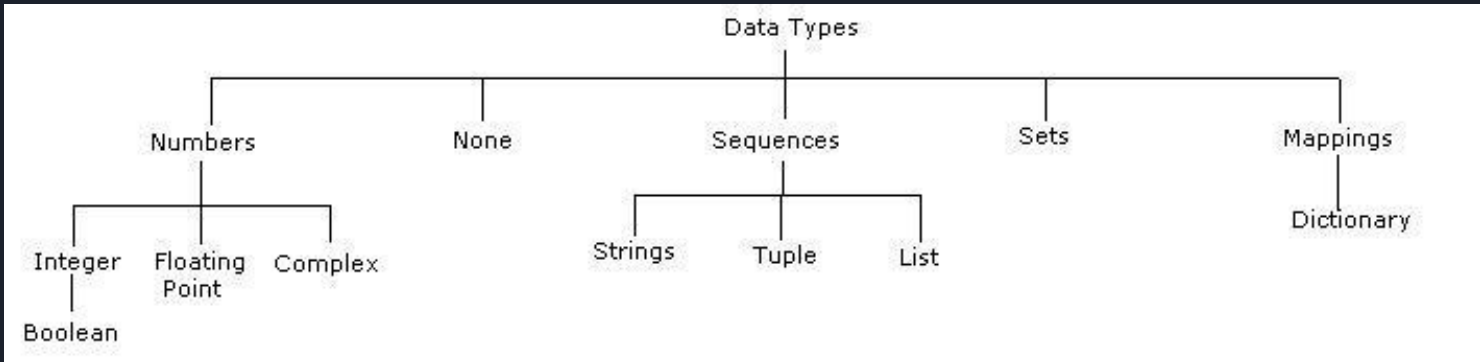 Data Types
Numbers
None
Sequences
Sets
Mappings
Integer
Floating
Point
Complex
Strings
Tuple
List
Dictionary
Boolean